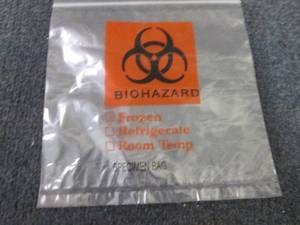 BIOHAZARD
Frozen
Refrigerate
Room Temp
SPECIMEN BAG